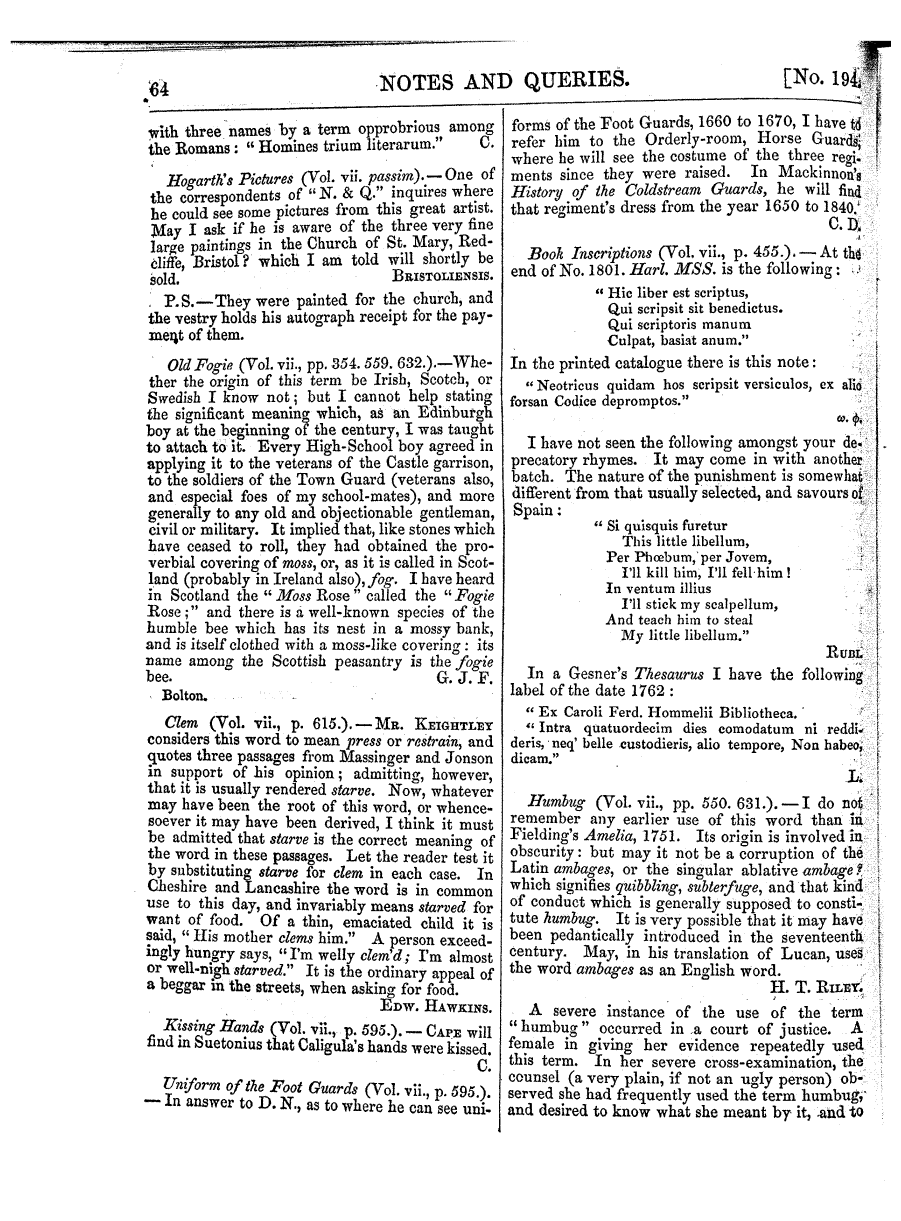 64
NOTES AND QUERIES.
[No. 194.
with three names by a term opprobrious among
the Romans: "Homines trium literarum." C.
Hogarth's Pictures (Vol. vii. passim).—One of
the correspondents of "N. & Q." inquires where
he could see some pictures from this great artist.
May I ask if he is aware of the three very fine
large paintings in the Church of St. Mary, Red-
cliffe, Bristol? which I am told will shortly be
sold. BRISTOLIENSIS.
P.S.—They were painted for the church, and
the vestry holds his autograph receipt for the pay-
ment of them.
Old Fogie (Vol. vii., pp. 354. 559. 632.).—Whe-
ther the origin of this term be Irish, Scotch, or
Swedish I know not; but I cannot help stating
the significant meaning which, as an Edinburgh
boy at the beginning of the century, I was taught
to attach to it. Every High-School boy agreed in
applying it to the veterans of the Castle garrison,
to the soldiers of the Town Guard (veterans also,
and especial foes of my school-mates), and more
generally to any old and objectionable gentleman,
civil or military. It implied that, like stones which
have ceased to roll, they had obtained the pro-
verbial covering of moss, or, as it is called in Scot-
land (probably in Ireland also), fog. I have heard
in Scotland the "Moss Rose" called the "Fogie
Rose;" and there is a well-known species of the
humble bee which has its nest in a mossy bank,
and is itself clothed with a moss-like covering: its
name among the Scottish peasantry is the fogie
bee. G. J. F.
Bolton.
Clem (Vol. vii., p. 615.).—MR. KEIGHTLEY
considers this word to mean press or restrain, and
quotes three passages from Massinger and Jonson
in support of his opinion; admitting, however,
that it is usually rendered starve. Now, whatever
may have been the root of this word, or whence-
soever it may have been derived, I think it must
be admitted that starve is the correct meaning of
the word in these passages. Let the reader test it
by substituting starve for clem in each case. In
Cheshire and Lancashire the word is in common
use to this day, and invariably means starved for
want of food. Of a thin, emaciated child it is
said, "His mother clems him." A person exceed-
ingly hungry says, "I'm welly clem'd; I'm almost
or well-nigh starved." It is the ordinary appeal of
a beggar in the streets, when asking for food.
EDW. HAWKINS.
Kissing Hands (Vol. vii., p. 595.).—CAPE will
find in Suetonius that Caligula's hands were kissed.
C.
Uniform of the Foot Guards (Vol. vii., p. 595.).
—In answer to D. N., as to where he can see uni-
forms of the Foot Guards, 1660 to 1670, I have to
refer him to the Orderly-room, Horse Guards,
where he will see the costume of the three regi-
ments since they were raised. In Mackinnon's
History of the Coldstream Guards, he will find
that regiment's dress from the year 1650 to 1840.
C. D.
Book Inscriptions (Vol. vii., p. 455.).—At the
end of No. 1801. Harl. MSS. is the following:
"Hic liber est scriptus,
Qui scripsit sit benedictus.
Qui scriptoris manum
Culpat, basiat anum."
In the printed catalogue there is this note:
"Neotricus quidam hos scripsit versiculos, ex alio
forsan Codice depromptos."
ω. φ.
I have not seen the following amongst your de-
precatory rhymes. It may come in with another
batch. The nature of the punishment is somewhat
different from that usually selected, and savours of
Spain:
"Si quisquis furetur
This little libellum,
Per Phœbum, per Jovem,
I'll kill him, I'll fell him!
In ventum illius
I'll stick my scalpellum,
And teach him to steal
My little libellum."
RUBI.
In a Gesner's Thesaurus I have the following
label of the date 1762:
"Ex Caroli Ferd. Hommelii Bibliotheca.
"Intra quatuordecim dies comodatum ni reddi-
deris, neq' belle custodieris, alio tempore, Non habeo,
dicam."
L.
Humbug (Vol. vii., pp. 550. 631.).—I do not
remember any earlier use of this word than in
Fielding's Amelia, 1751. Its origin is involved in
obscurity: but may it not be a corruption of the
Latin ambages, or the singular ablative ambage?
which signifies quibbling, subterfuge, and that kind
of conduct which is generally supposed to consti-
tute humbug. It is very possible that it may have
been pedantically introduced in the seventeenth
century. May, in his translation of Lucan, uses
the word ambages as an English word.
H. T. RILEY.
A severe instance of the use of the term
"humbug" occurred in a court of justice. A
female in giving her evidence repeatedly used
this term. In her severe cross-examination, the
counsel (a very plain, if not an ugly person) ob-
served she had frequently used the term humbug,
and desired to know what she meant by it, and to